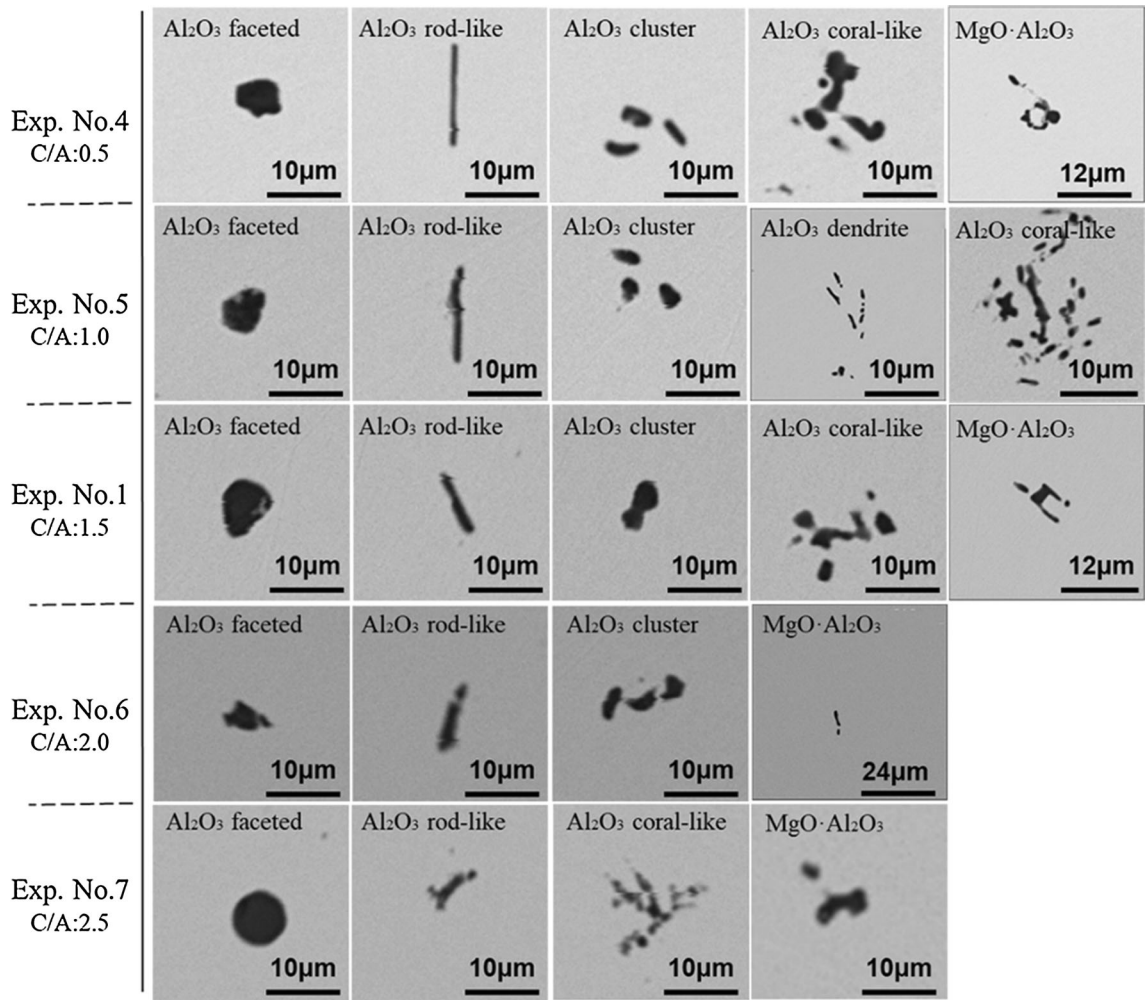 Al₂O₃ faceted
Al₂O₃ rod-like
Al₂O₃ cluster
Al₂O₃ coral-like
MgO·Al₂O₃
Exp. No.4
C/A:0.5
10μm
10μm
10μm
10μm
12μm
Al₂O₃ faceted
Al₂O₃ rod-like
Al₂O₃ cluster
Al₂O₃ dendrite
Al₂O₃ coral-like
Exp. No.5
C/A:1.0
10μm
10μm
10μm
10μm
10μm
Al₂O₃ faceted
Al₂O₃ rod-like
Al₂O₃ cluster
Al₂O₃ coral-like
MgO·Al₂O₃
Exp. No.1
C/A:1.5
10μm
10μm
10μm
10μm
12μm
Al₂O₃ faceted
Al₂O₃ rod-like
Al₂O₃ cluster
MgO·Al₂O₃
Exp. No.6
C/A:2.0
10μm
10μm
10μm
24μm
Al₂O₃ faceted
Al₂O₃ rod-like
Al₂O₃ coral-like
MgO·Al₂O₃
Exp. No.7
C/A:2.5
10μm
10μm
10μm
10μm